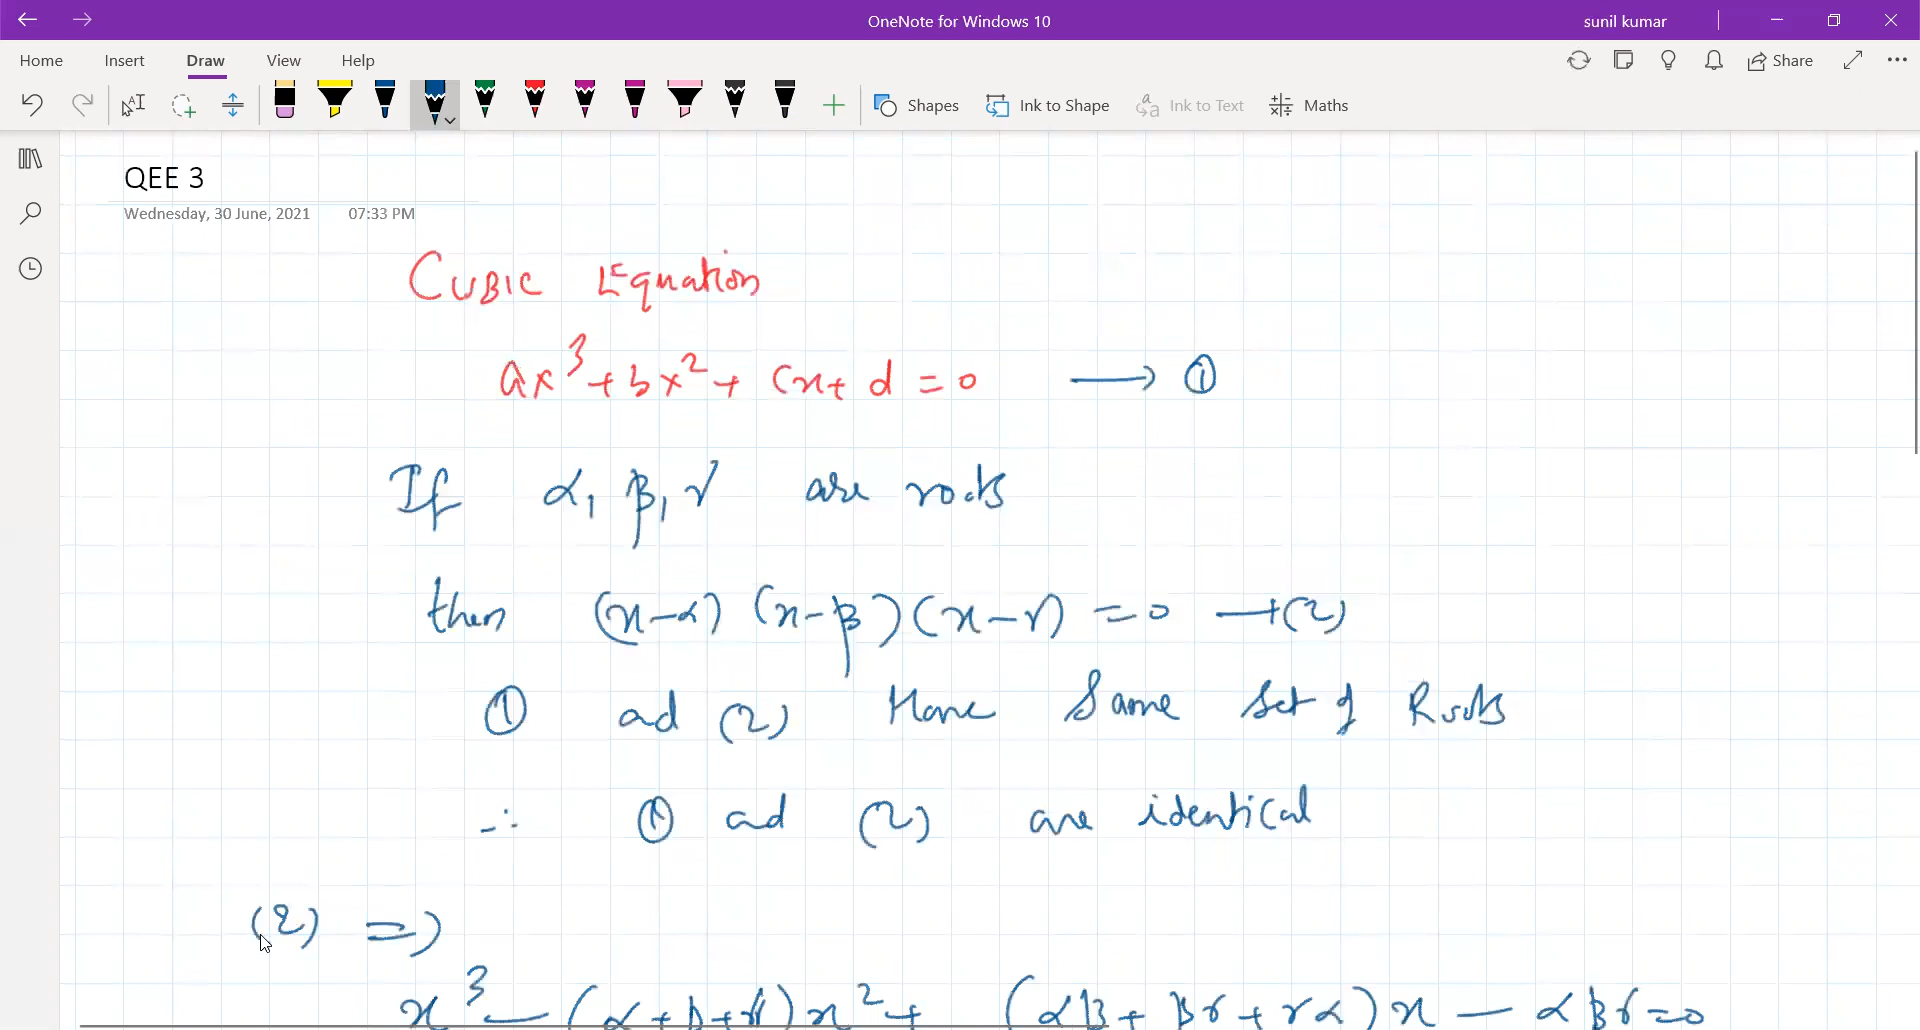 OneNote for Windows 10
sunil kumar
Home Insert Draw View Help
Share
Shapes Ink to Shape Ink to Text Maths
QEE 3
Wednesday, 30 June, 2021 07:33 PM
CUBIC Equation
ax³ + bx² + cx + d = 0 ⟶ ①
If α, β, γ are roots
then (x-α) (x-β) (x-γ) = 0 ⟶ (2)
① ad (2) Have Same Set of Roots
∴ ① ad (2) are identical
(2) ⇒
x³ - (α+β+γ)x² + (αβ + βγ + γα)x - αβγ = 0